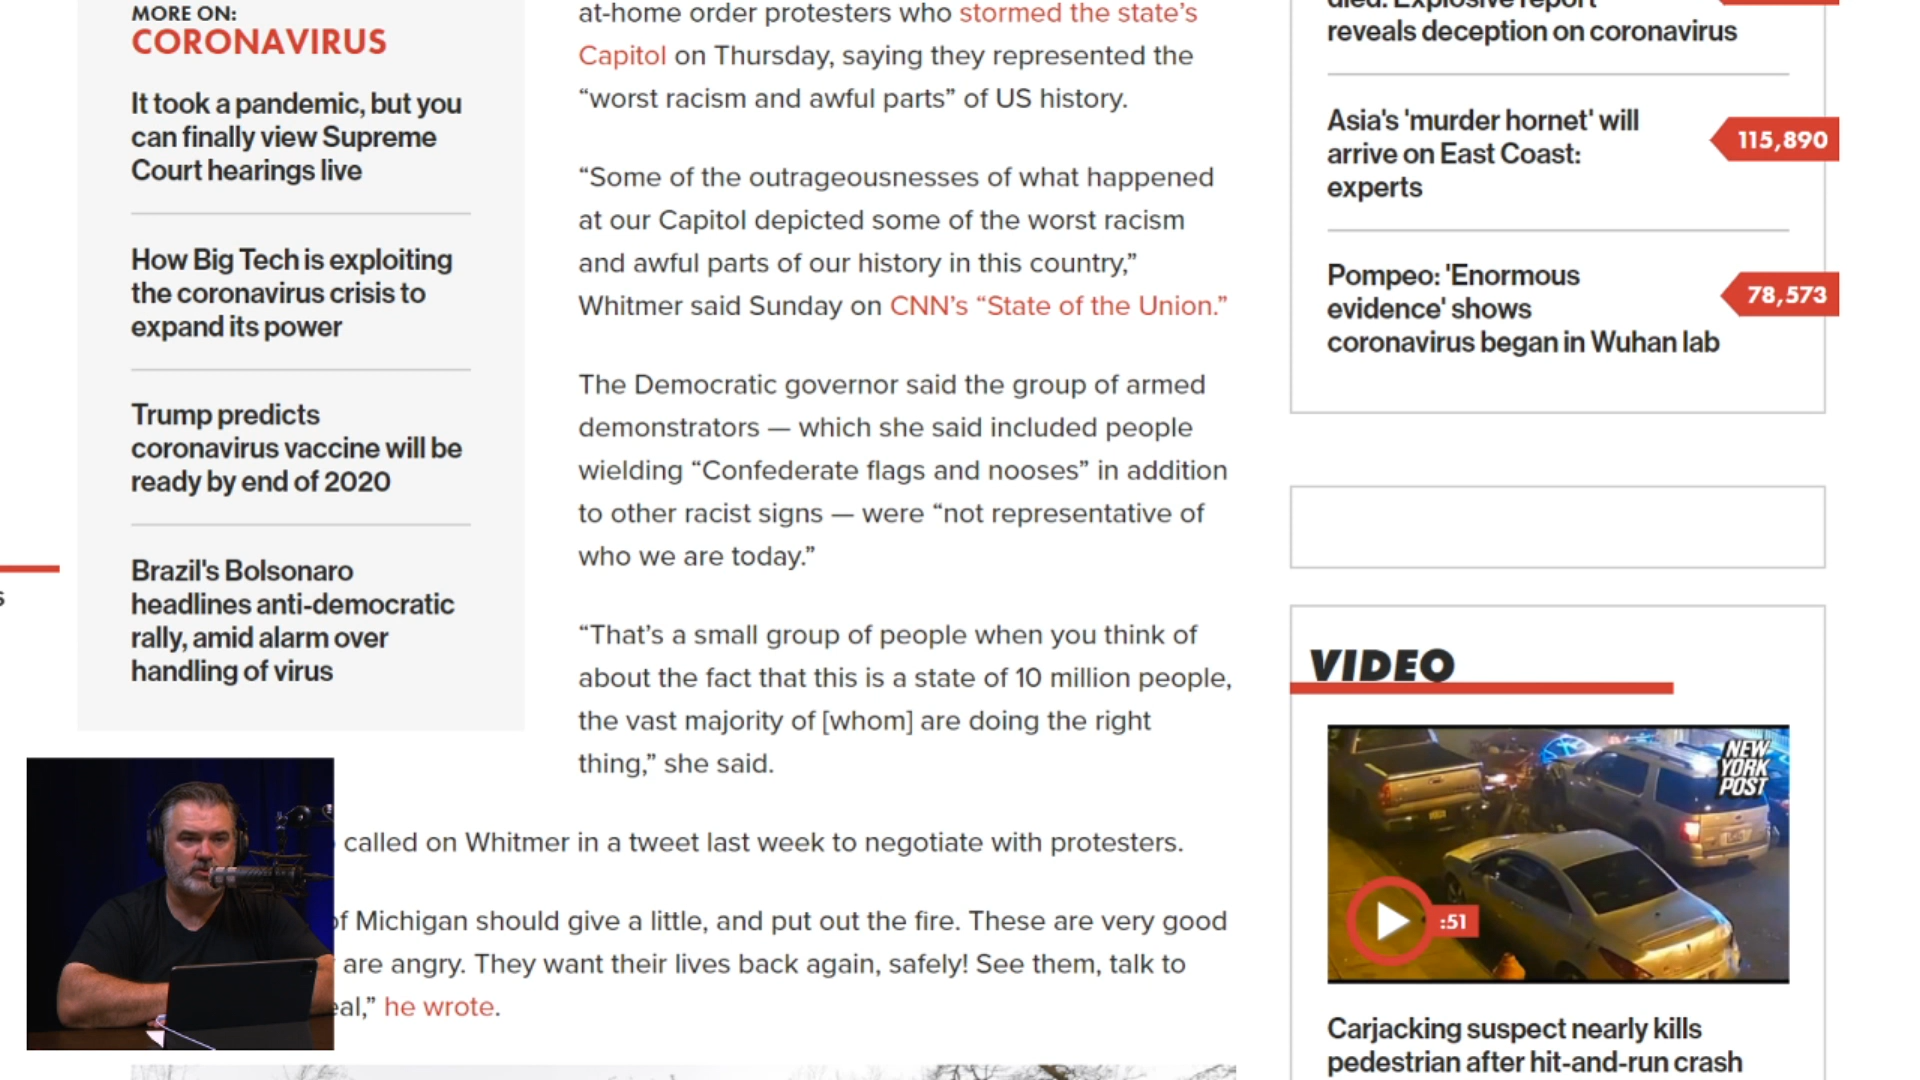 MORE ON:
CORONAVIRUS
It took a pandemic, but you
can finally view Supreme
Court hearings live
How Big Tech is exploiting
the coronavirus crisis to
expand its power
Trump predicts
coronavirus vaccine will be
ready by end of 2020
Brazil's Bolsonaro
headlines anti-democratic
rally, amid alarm over
handling of virus
at-home order protesters who stormed the state’s
Capitol on Thursday, saying they represented the
“worst racism and awful parts” of US history.
“Some of the outrageousnesses of what happened
at our Capitol depicted some of the worst racism
and awful parts of our history in this country,”
Whitmer said Sunday on CNN’s “State of the Union.”
The Democratic governor said the group of armed
demonstrators — which she said included people
wielding “Confederate flags and nooses” in addition
to other racist signs — were “not representative of
who we are today.”
“That’s a small group of people when you think of
about the fact that this is a state of 10 million people,
the vast majority of [whom] are doing the right
thing,” she said.
called on Whitmer in a tweet last week to negotiate with protesters.
of Michigan should give a little, and put out the fire. These are very good
are angry. They want their lives back again, safely! See them, talk to
he wrote.
died: Explosive report
reveals deception on coronavirus
Asia's 'murder hornet' will
arrive on East Coast:
experts
115,890
Pompeo: 'Enormous
evidence' shows
coronavirus began in Wuhan lab
78,573
VIDEO
NEW
YORK
POST
:51
Carjacking suspect nearly kills
pedestrian after hit-and-run crash